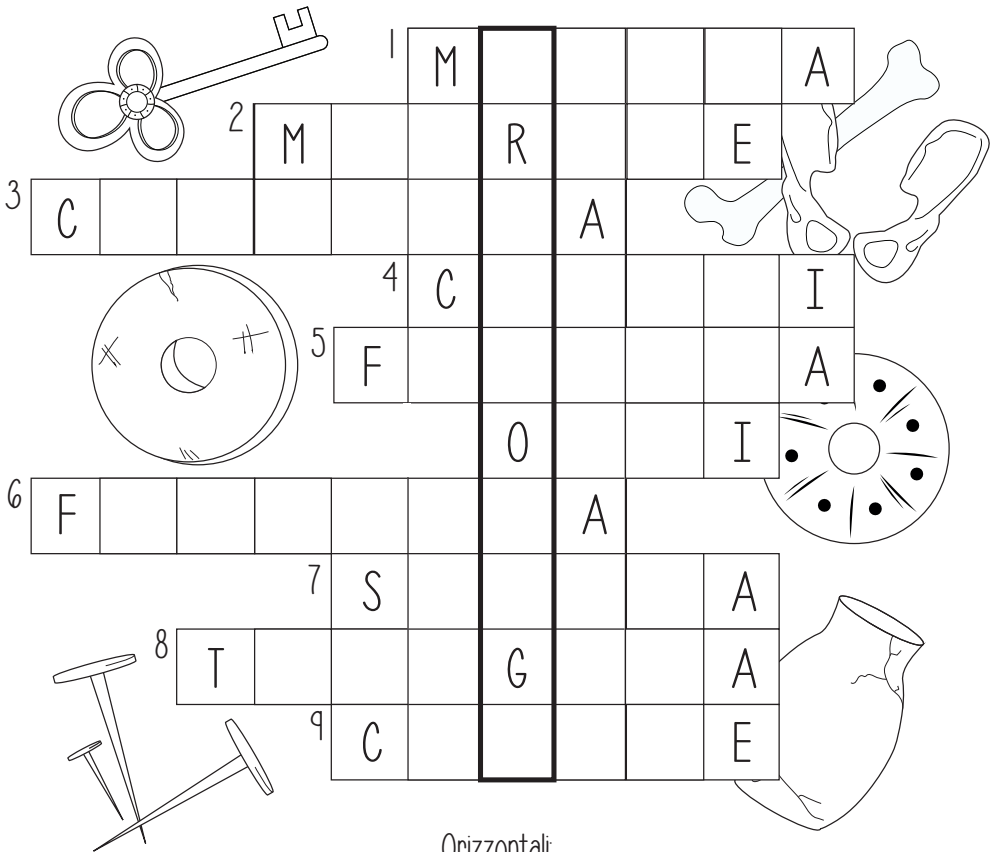 1 M A
2 M R E
3 C A
4 C I
5 F A
O I
6 F A
7 S A
8 T G A
9 C E
Orizzontali: